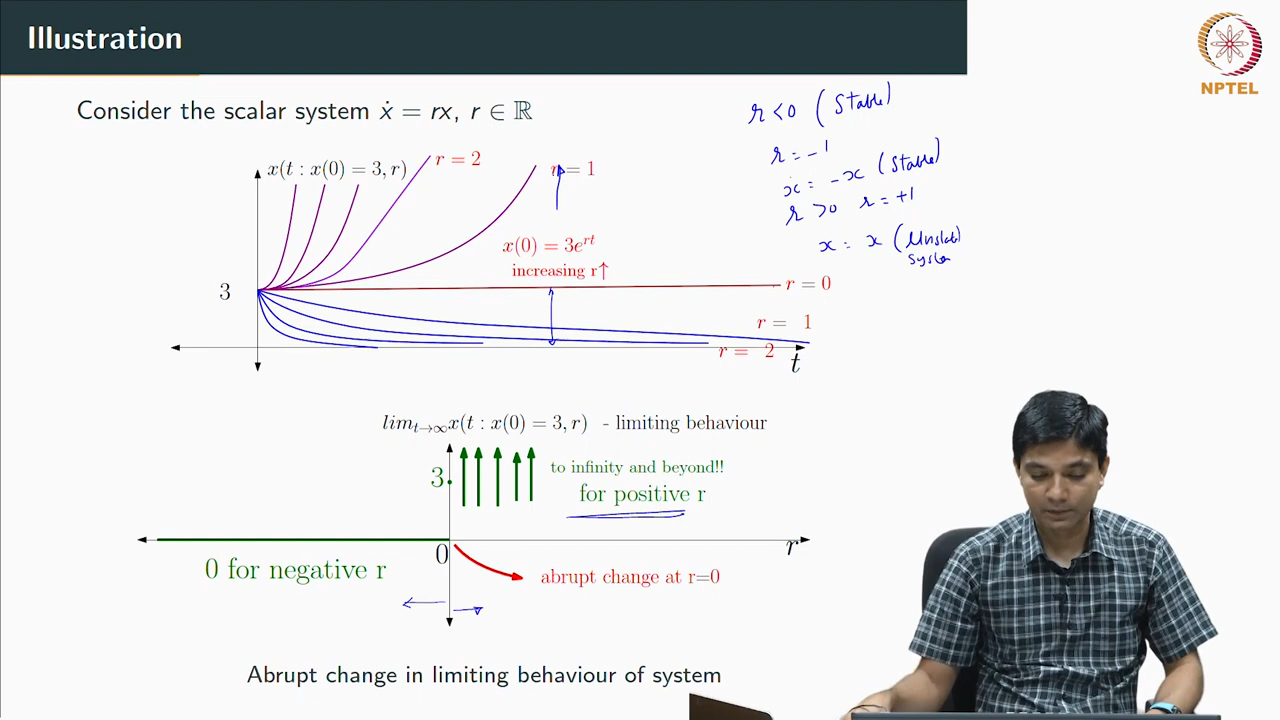 Illustration
NPTEL
Consider the scalar system ẋ = rx, r ∈ ℝ
r<0 (Stable)
r = -1
ẋ = -x (Stable)
r >0 r = +1
x = x (Unstabl
System
x(t : x(0) = 3, r)
r = 2
r = 1
x(0) = 3e^{rt}
increasing r↑
3
r = 0
r = 1
r = 2
t
lim_{t→∞}x(t : x(0) = 3, r) - limiting behaviour
3
to infinity and beyond!!
for positive r
0
r
0 for negative r
abrupt change at r=0
Abrupt change in limiting behaviour of system